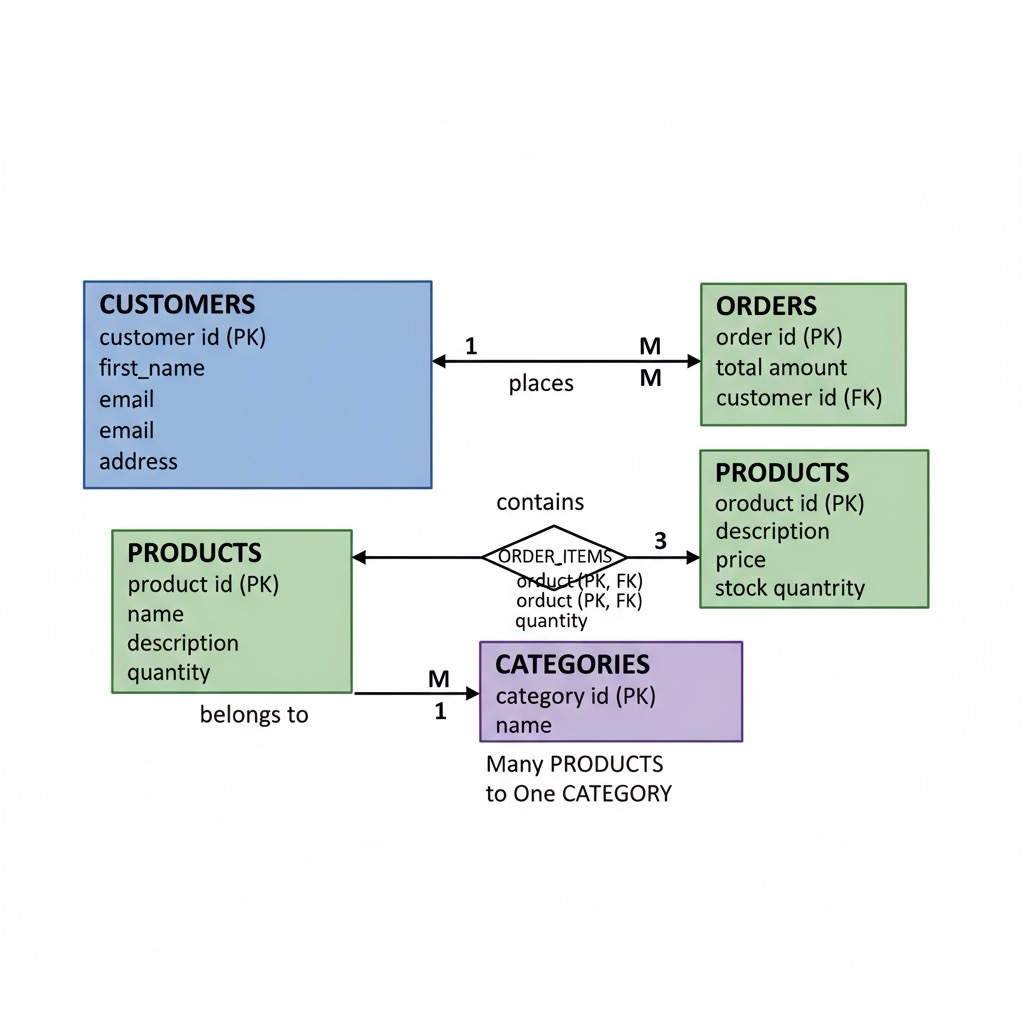 CUSTOMERS
customer id (PK)
first_name
email
email
address
1
M
places
M
ORDERS
order id (PK)
total amount
customer id (FK)
contains
ORDER_ITEMS
orduct (PK, FK)
orduct (PK, FK)
quantity
3
PRODUCTS
oroduct id (PK)
description
price
stock quantrity
PRODUCTS
product id (PK)
name
description
quantity
belongs to
M
1
CATEGORIES
category id (PK)
name
Many PRODUCTS
to One CATEGORY